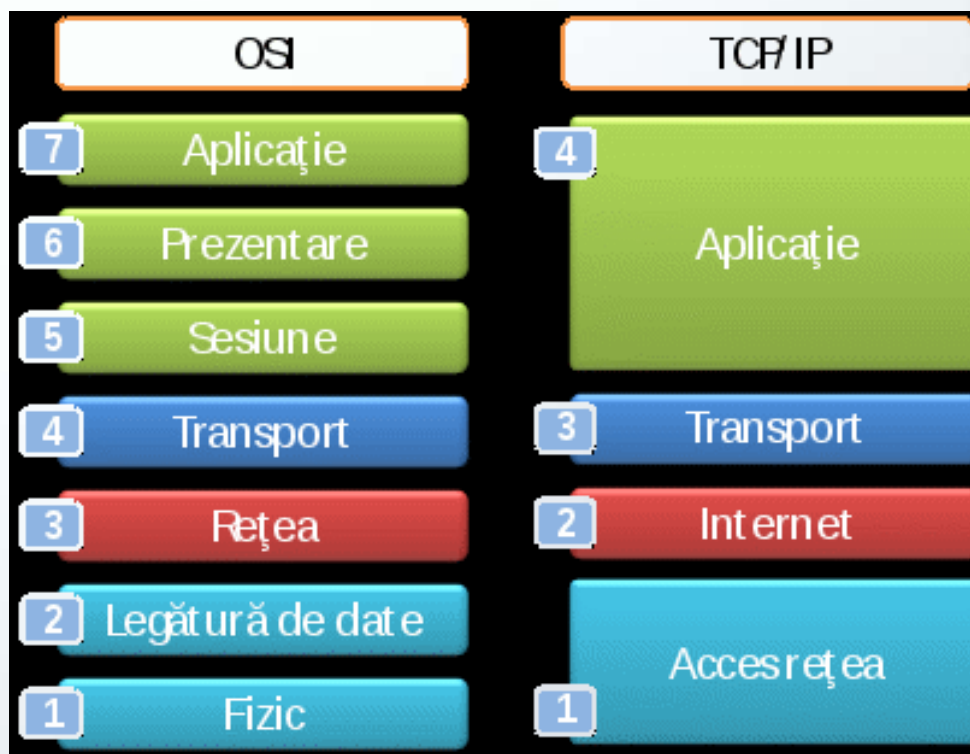 OSI
TCP/IP
7 Aplicaţie
6 Prezentare
5 Sesiune
4 Transport
3 Reţea
2 Legătură de date
1 Fizic
4 Aplicaţie
3 Transport
2 Internet
1 Acces reţea